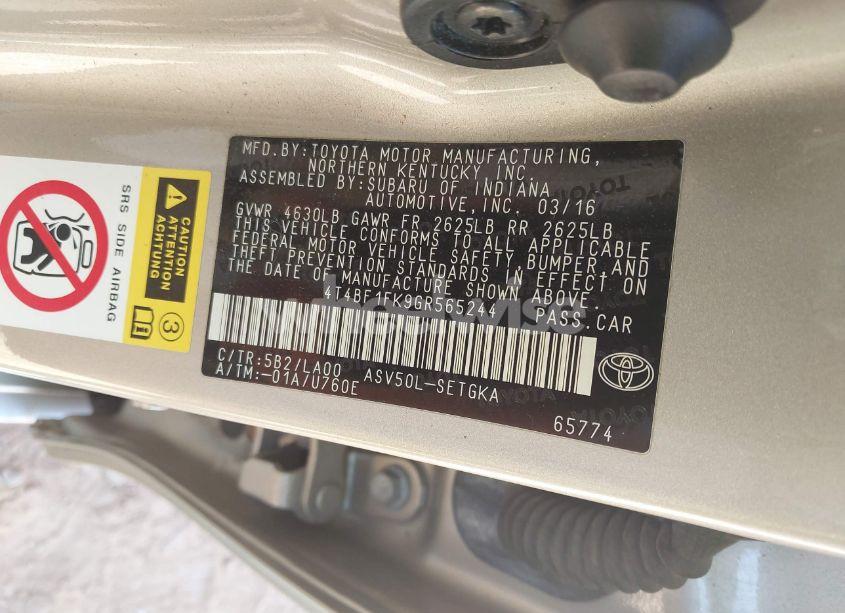 MFD.BY:TOYOTA MOTOR MANUFACTURING,
NORTHERN KENTUCKY, INC.
ASSEMBLED BY:SUBARU OF INDIANA
AUTOMOTIVE, INC. 03/16
GVWR 4630LB GAWR FR 2625LB RR 2625LB
THIS VEHICLE CONFORMS TO ALL APPLICABLE
FEDERAL MOTOR VEHICLE SAFETY, BUMPER,AND
THEFT PREVENTION STANDARDS IN EFFECT ON
THE DATE OF MANUFACTURE SHOWN ABOVE.
4T4BF1FK9GR565244 PASS.CAR
C/TR:5B2/LA00 ASV50L-SETGKA
A/TM:-01A/U760E
65774
SRS SIDE AIRBAG
CAUTION
ATTENTION
ACHTUNG
3
TOYOTA